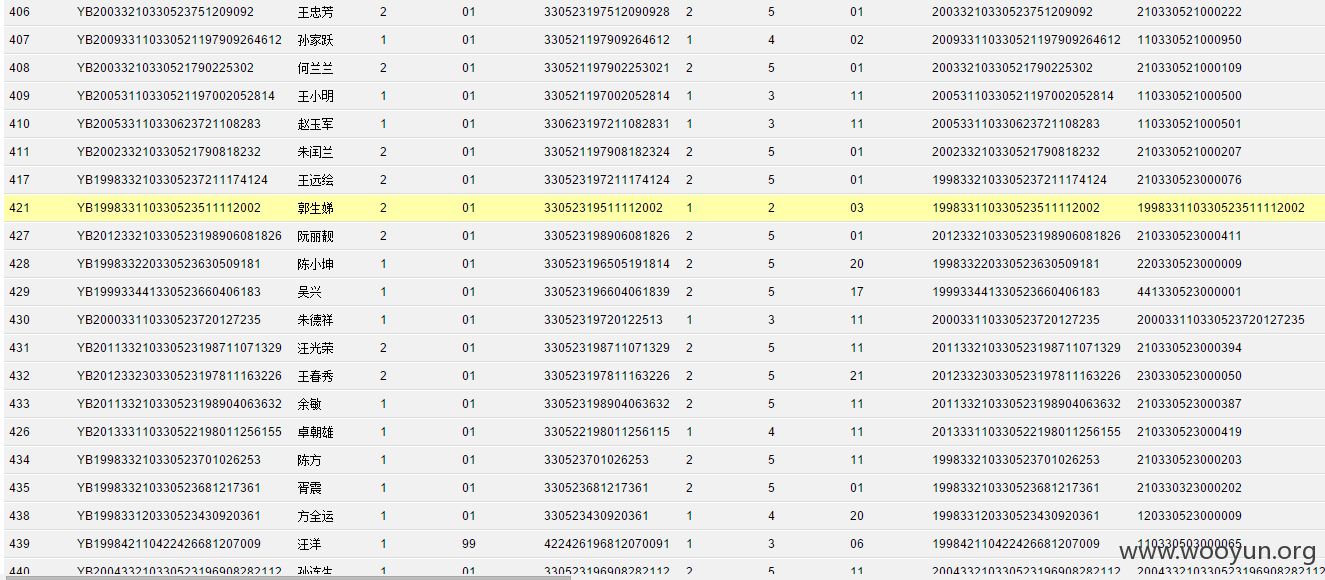 406 YB20033210330523751209092 王忠芳 2 01 330523197512090928 2 5 01 20033210330523751209092 210330521000222
407 YB200933110330521197909264612 孙家跃 1 01 330521197909264612 1 4 02 200933110330521197909264612 110330521000950
408 YB20033210330521790225302 何兰兰 2 01 330521197902253021 2 5 01 20033210330521790225302 210330521000109
409 YB200531103305211970020528​14 王小明 1 01 330521197002052814 1 3 11 20053110330521197002052814 110330521000500
410 YB200533110330623721108283 赵玉军 1 01 330623197211082831 1 3 11 200533110330623721108283 110330521000501
411 YB200233210330521790818232 朱闰兰 2 01 330521197908182324 2 5 01 200233210330521790818232 210330521000207
417 YB1998332103305237211174124 王远绘 2 01 330523197211174124 2 5 01 1998332103305237211174124 210330523000076
421 YB199833110330523511112002 郭生娣 2 01 33052319511112002 1 2 03 199833110330523511112002 199833110330523511112002
427 YB201233210330523198906081826 阮丽靓 2 01 330523198906081826 2 5 01 201233210330523198906081826 210330523000411
428 YB199833220330523630509181 陈小坤 1 01 330523196505191814 2 5 20 199833220330523630509181 220330523000009
429 YB199933441330523660406183 吴兴 1 01 330523196604061839 2 5 17 199933441330523660406183 441330523000001
430 YB200033110330523720127235 朱德祥 1 01 33052319720122513 1 3 11 200033110330523720127235 200033110330523720127235
431 YB201133210330523198711071329 汪光荣 2 01 330523198711071329 2 5 11 201133210330523198711071329 210330523000394
432 YB201233230330523197811163226 王春秀 2 01 330523197811163226 2 5 21 201233230330523197811163226 230330523000050
433 YB201133210330523198904063632 余敏 1 01 330523198904063632 2 5 11 201133210330523198904063632 210330523000387
426 YB201333110330522198011256155 卓朝雄 1 01 330522198011256115 1 4 11 201333110330522198011256155 210330523000419
434 YB199833210330523701026253 陈方 1 01 330523701026253 2 5 11 199833210330523701026253 210330523000203
435 YB199833210330523681217361 胥震 1 01 330523681217361 2 5 01 199833210330523681217361 210330323000202
438 YB199833120330523430920361 方全运 1 01 330523430920361 1 4 20 199833120330523430920361 120330523000009
439 YB199842110422426681207009 汪洋 1 99 422426196812070091 1 3 06 199842110422426681207009 110330503000065
440 YB200433210330523196908282112 孙连生 1 01 330523196908282112 2 5 11 200433210330523196908282112 200433210330523196908282112
www.wooyun.org